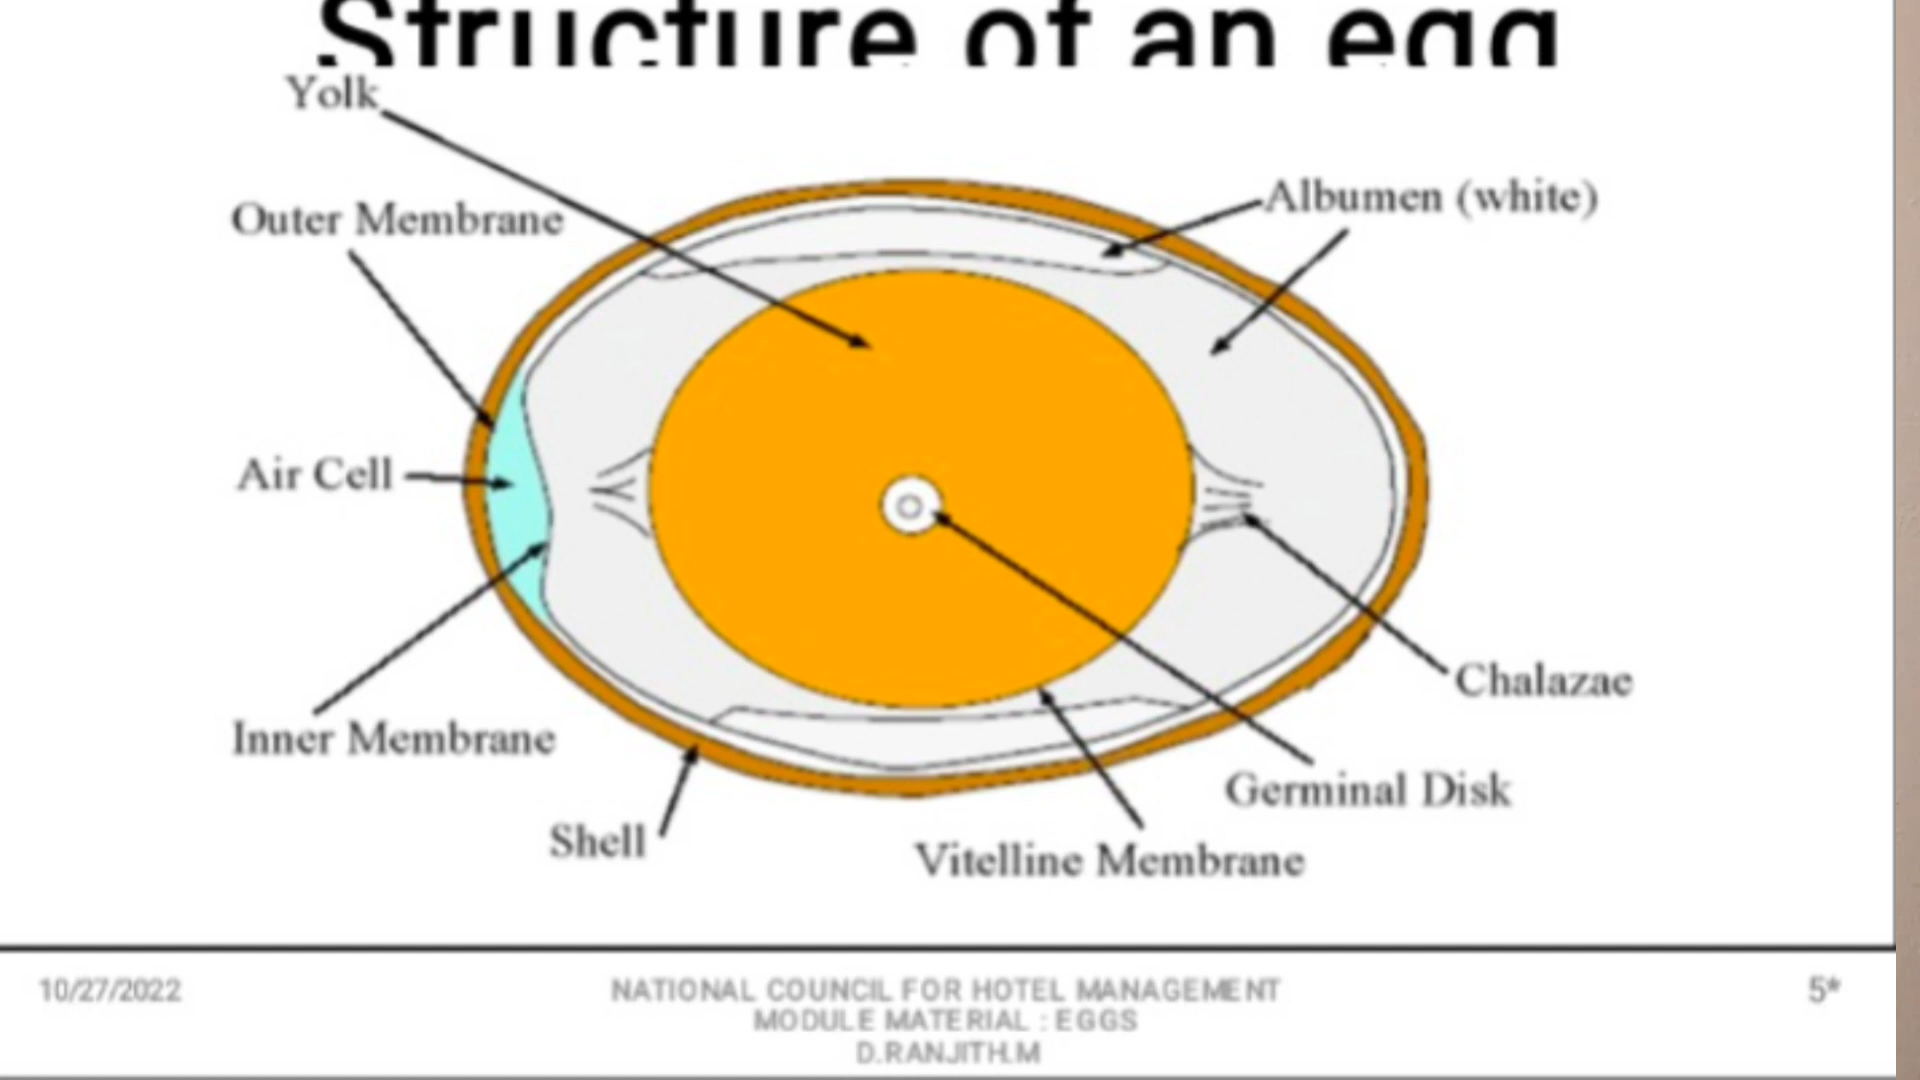 Structure of an egg
Yolk
Outer Membrane
Albumen (white)
Air Cell
Inner Membrane
Chalazae
Germinal Disk
Shell
Vitelline Membrane
10/27/2022
NATIONAL COUNCIL FOR HOTEL MANAGEMENT
MODULE MATERIAL : EGGS
D.RANJITH.M
5*